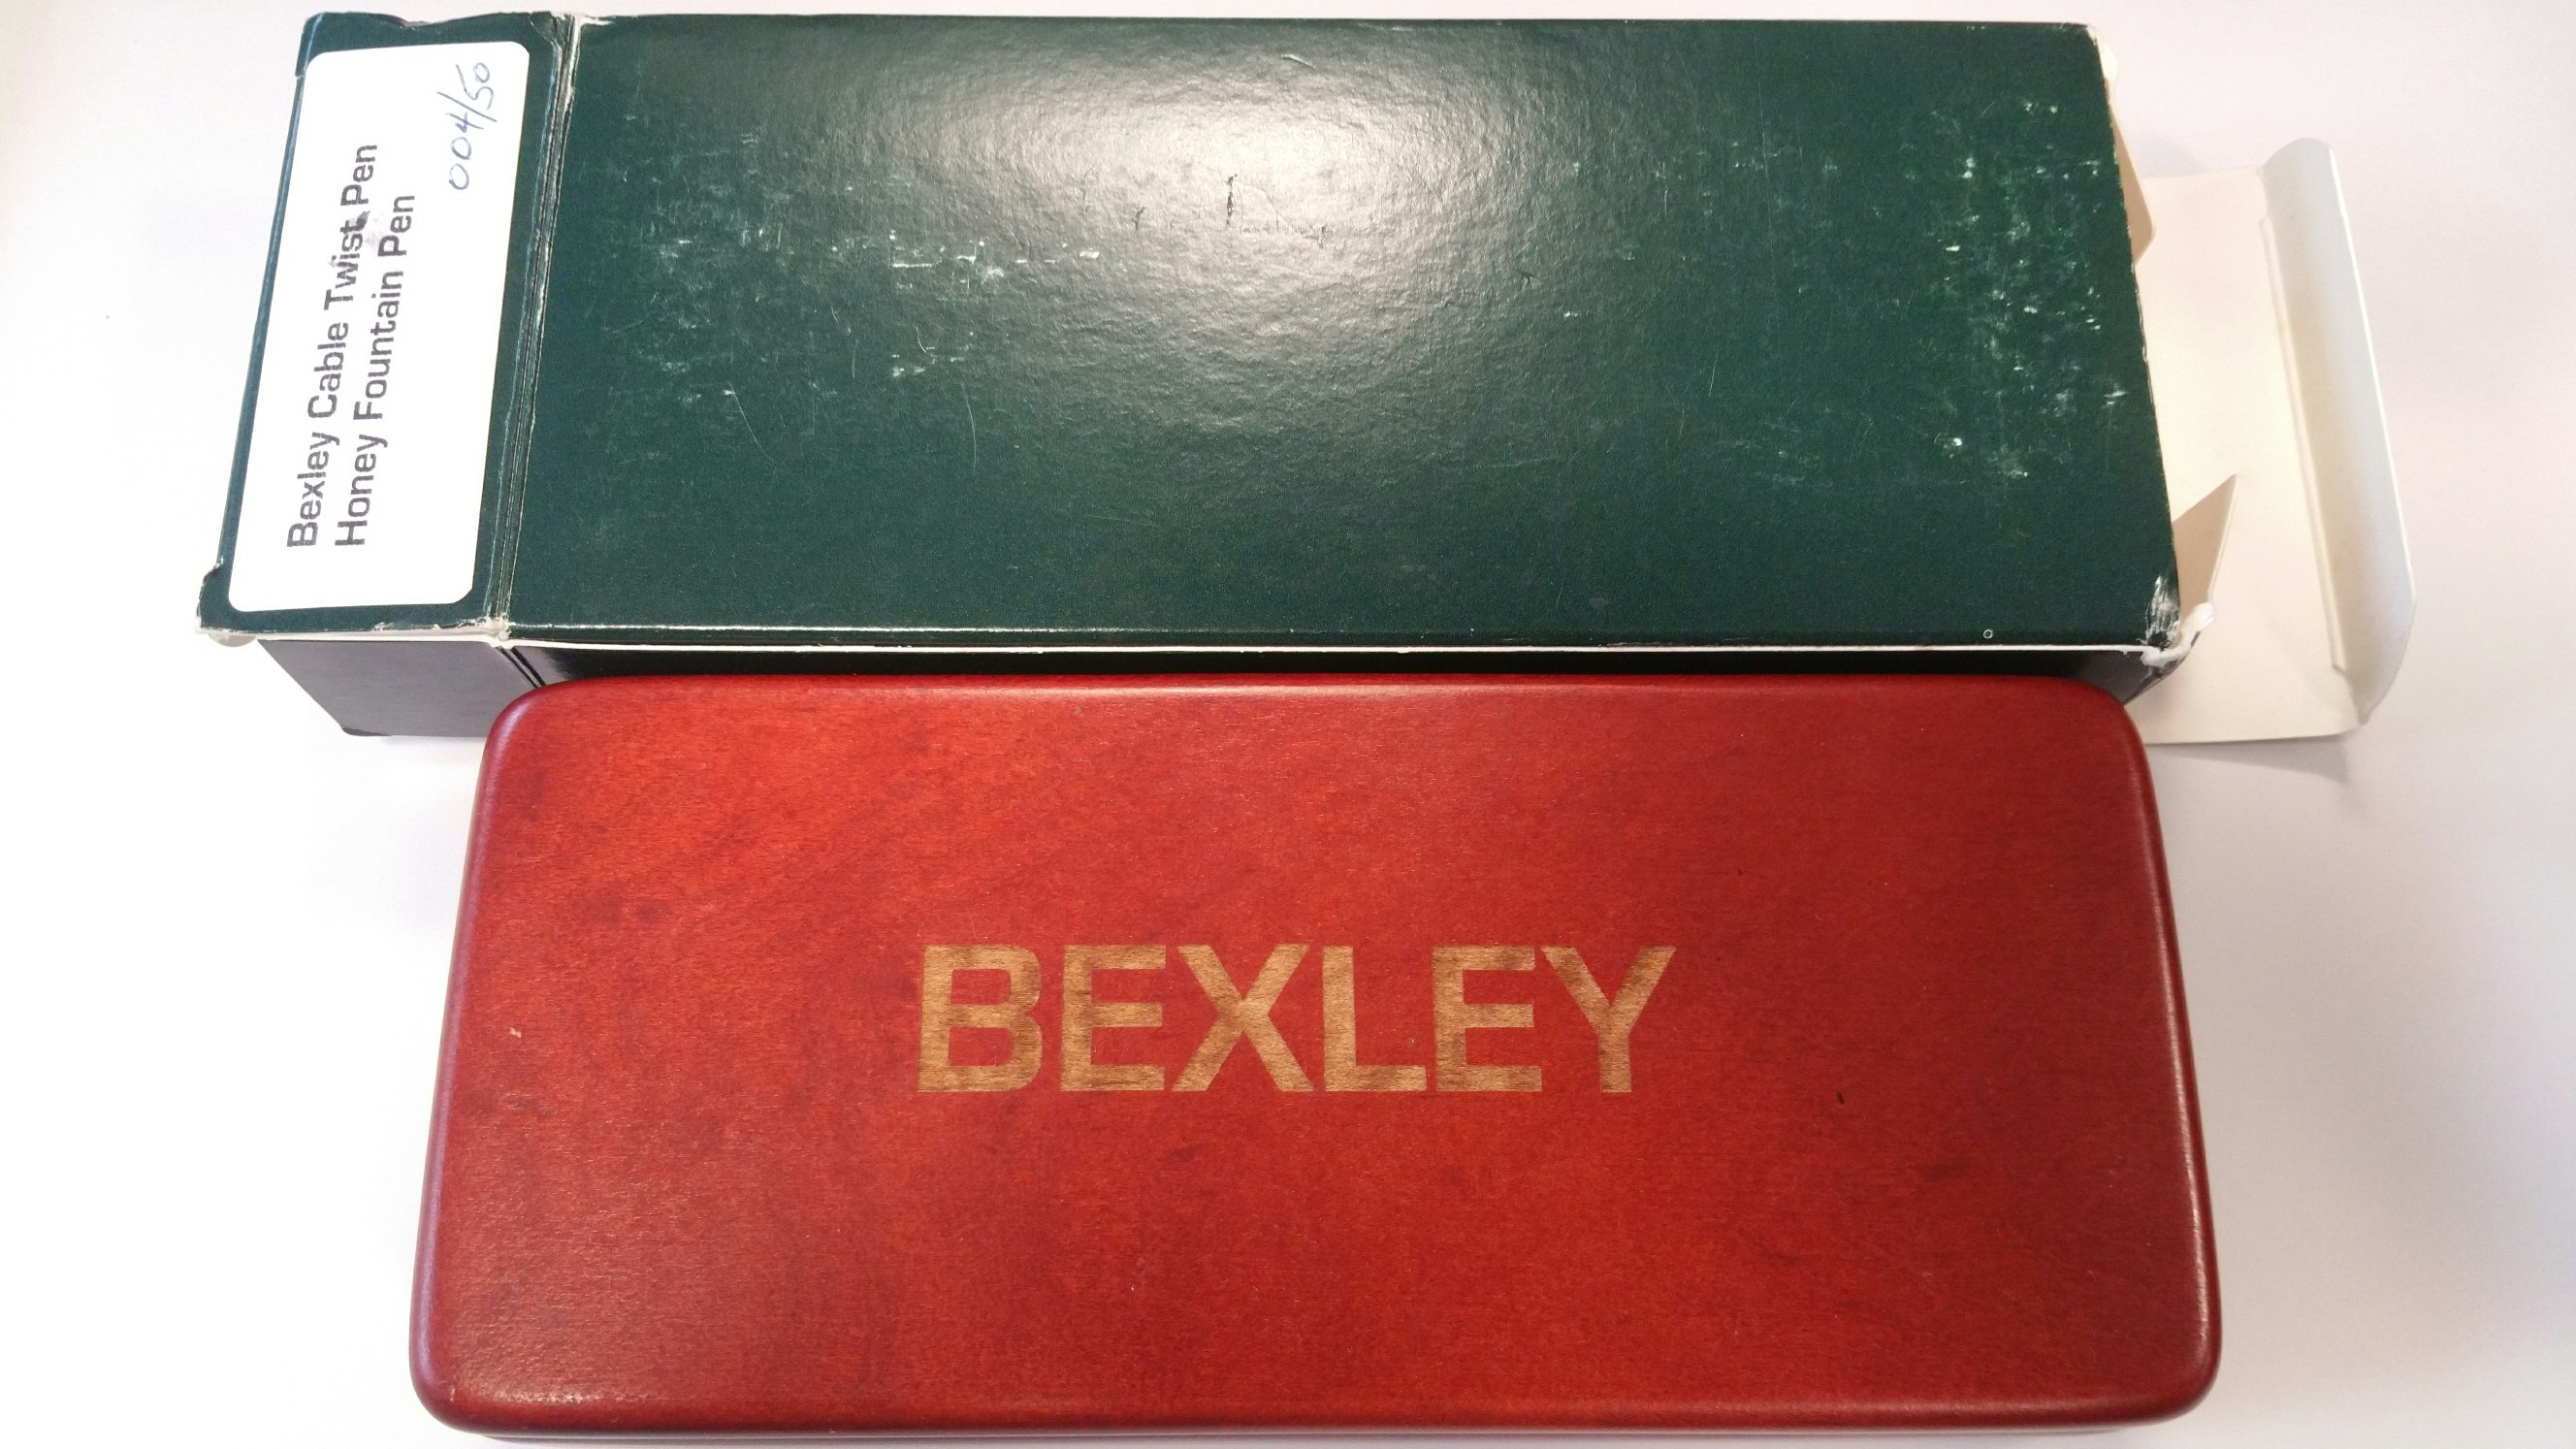 Bexley Cable Twist Pen
Honey Fountain Pen
004/50
BEXLEY